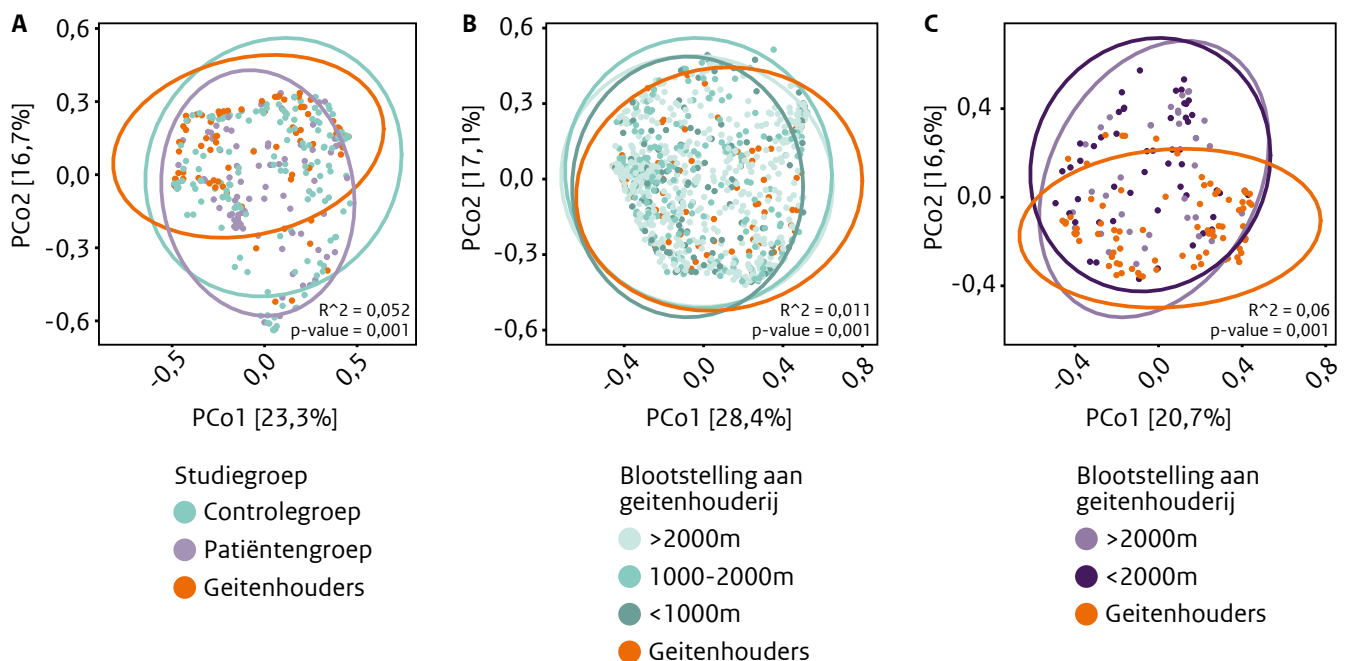 A
PCo2 [16,7%]
0,6
0,3
0,0
-0,3
-0,6
R^2 = 0,052
p-value = 0,001
-0,5
0,0
0,5
PCo1 [23,3%]
Studiegroep
Controlegroep
Patiëntengroep
Geitenhouders
B
PCo2 [17,1%]
0,6
0,3
0,0
-0,3
-0,6
R^2 = 0,011
p-value = 0,001
-0,4
0,0
0,4
0,8
PCo1 [28,4%]
Blootstelling aan
geitenhouderij
>2000m
1000-2000m
<1000m
Geitenhouders
C
PCo2 [16,6%]
0,4
0,0
-0,4
R^2 = 0,06
p-value = 0,001
-0,4
0,0
0,4
0,8
PCo1 [20,7%]
Blootstelling aan
geitenhouderij
>2000m
<2000m
Geitenhouders